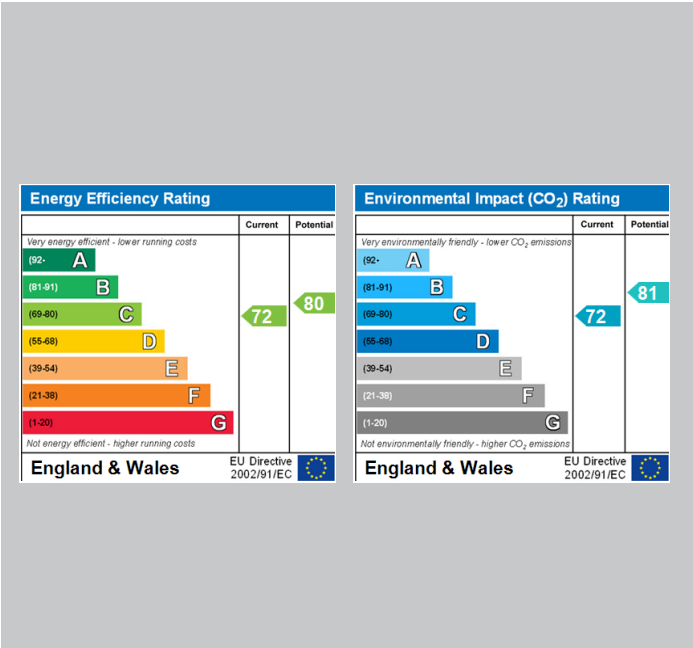 Energy Efficiency Rating
Current Potential
Very energy efficient - lower running costs
(92- A
(81-91) B
(69-80) C
(55-68) D
(39-54) E
(21-38) F
(1-20) G
72
80
Not energy efficient - higher running costs
England & Wales
EU Directive
2002/91/EC
Environmental Impact (CO2) Rating
Current Potential
Very environmentally friendly - lower CO2 emissions
(92- A
(81-91) B
(69-80) C
(55-68) D
(39-54) E
(21-38) F
(1-20) G
72
81
Not environmentally friendly - higher CO2 emissions
England & Wales
EU Directive
2002/91/EC